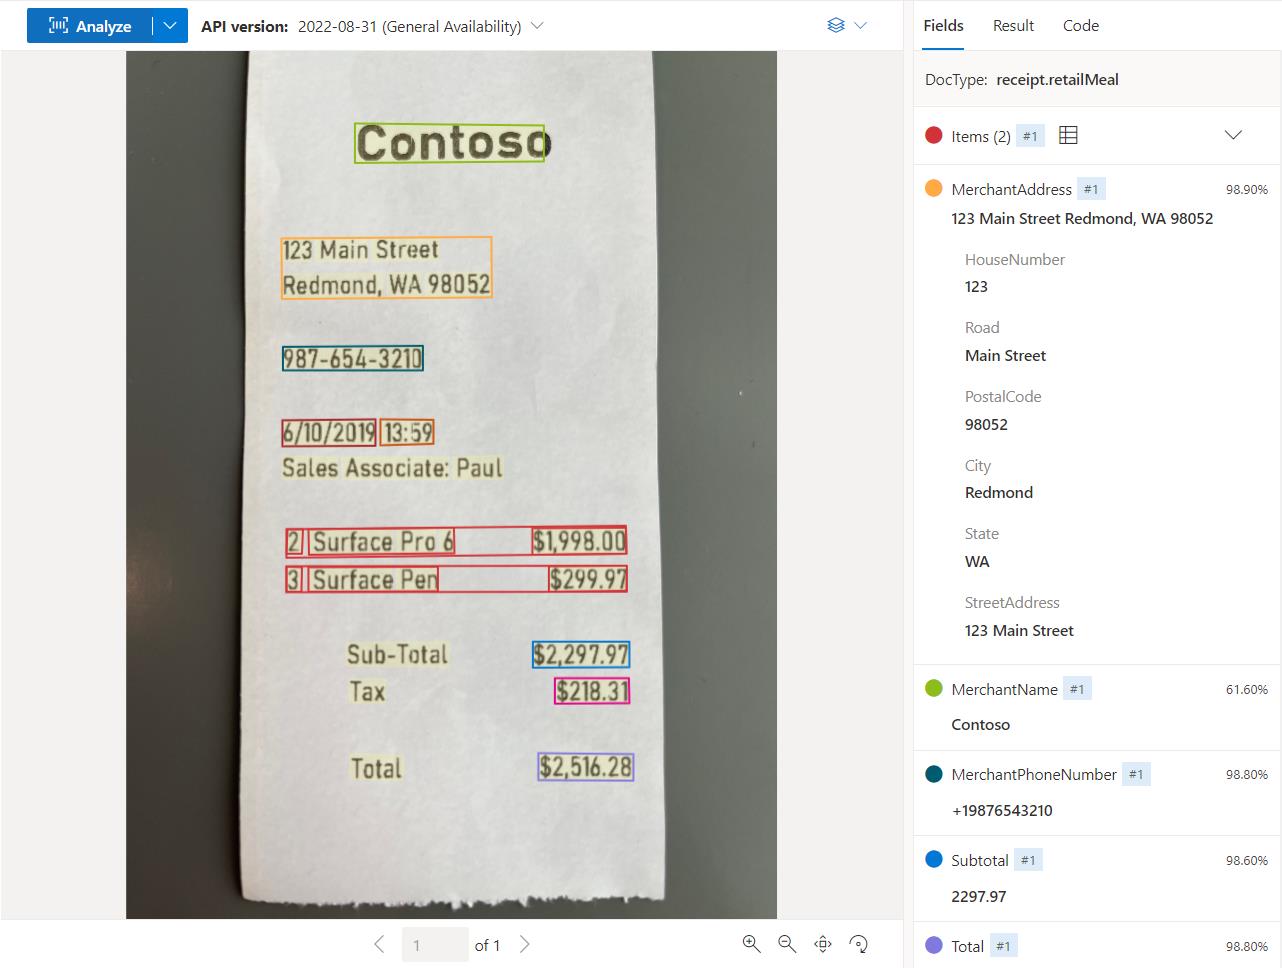 Analyze
API version: 2022-08-31 (General Availability)
Contoso
123 Main Street
Redmond, WA 98052
987-654-3210
6/10/2019 13:59
Sales Associate: Paul
2 Surface Pro 6 $1,998.00
3 Surface Pen $299.97
Sub-Total $2,297.97
Tax $218.31
Total $2,516.28
1 of 1
Fields Result Code
DocType: receipt.retailMeal
Items (2) #1
MerchantAddress #1 98.90%
123 Main Street Redmond, WA 98052
HouseNumber
123
Road
Main Street
PostalCode
98052
City
Redmond
State
WA
StreetAddress
123 Main Street
MerchantName #1 61.60%
Contoso
MerchantPhoneNumber #1 98.80%
+19876543210
Subtotal #1 98.60%
2297.97
Total #1 98.80%